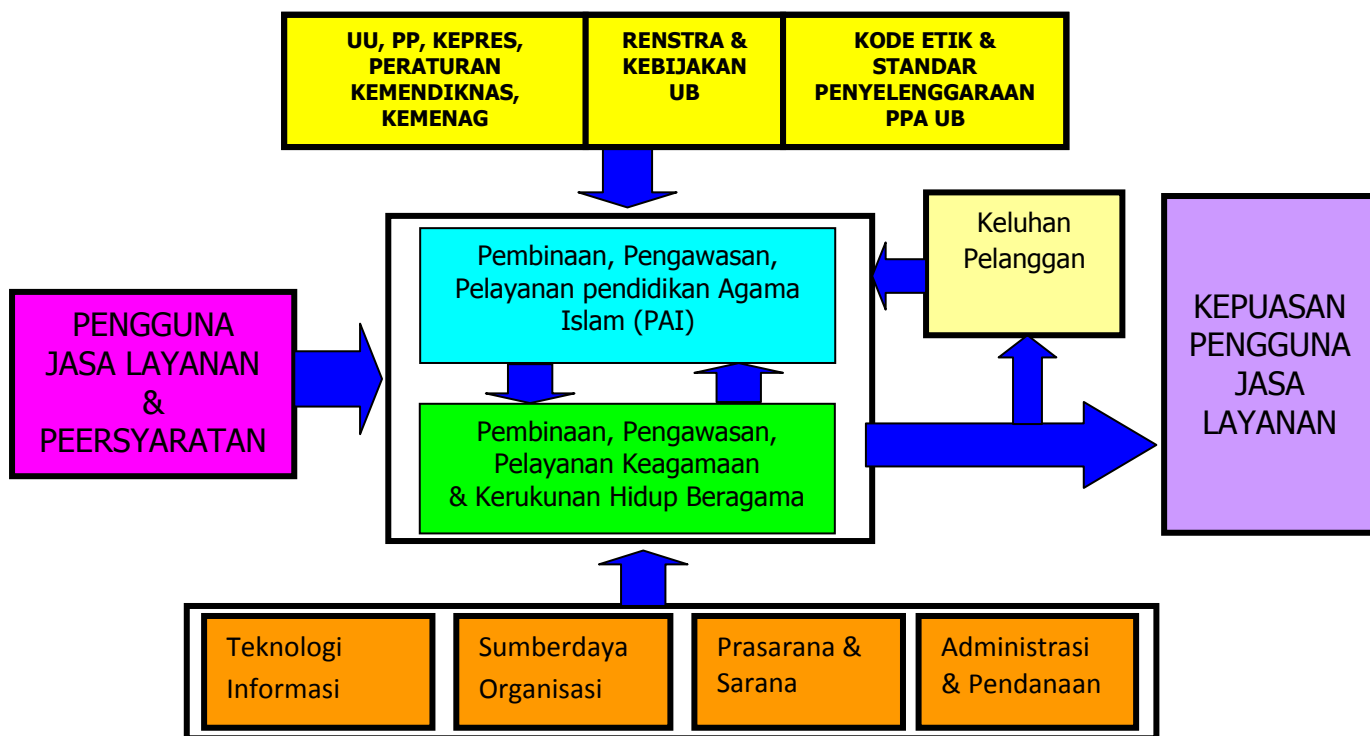 UU, PP, KEPRES,
PERATURAN
KEMENDIKNAS,
KEMENAG
RENSTRA &
KEBIJAKAN
UB
KODE ETIK &
STANDAR
PENYELENGGARAAN
PPA UB
PENGGUNA
JASA LAYANAN
&
PEERSYARATAN
Pembinaan, Pengawasan,
Pelayanan pendidikan Agama
Islam (PAI)
Pembinaan, Pengawasan,
Pelayanan Keagamaan
& Kerukunan Hidup Beragama
Keluhan
Pelanggan
KEPUASAN
PENGGUNA
JASA
LAYANAN
Teknologi
Informasi
Sumberdaya
Organisasi
Prasarana &
Sarana
Administrasi
& Pendanaan